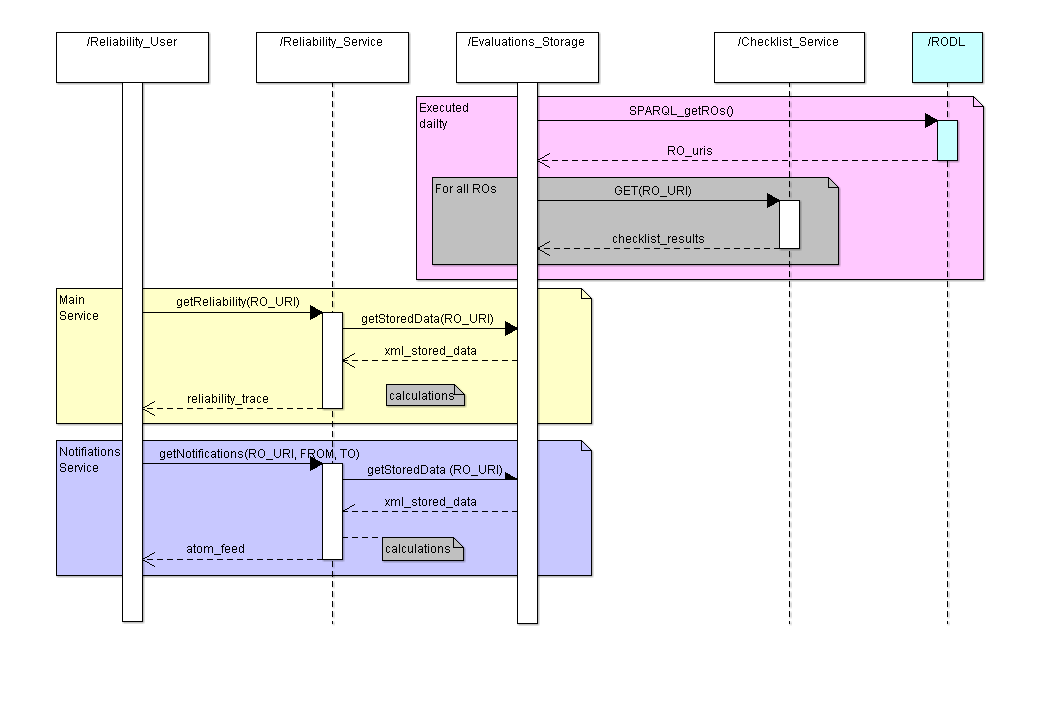 /Reliability_User
/Reliability_Service
/Evaluations_Storage
/Checklist_Service
/RODL
Executed
dailty
SPARQL_getROs()
RO_uris
For all ROs
GET(RO_URI)
checklist_results
Main
Service
getReliability(RO_URI)
getStoredData(RO_URI)
xml_stored_data
calculations
reliability_trace
Notifiations
Service
getNotifications(RO_URI, FROM, TO)
getStoredData (RO_URI)
xml_stored_data
calculations
atom_feed